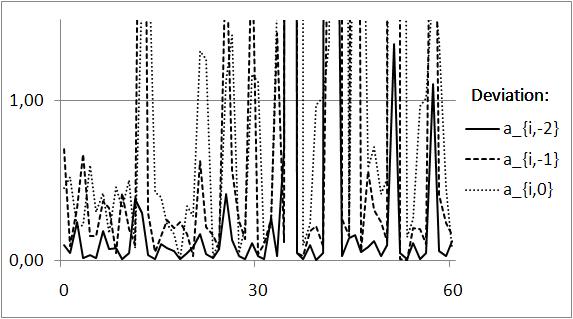 1,00
0,00
0
30
60
Deviation:
a_{i,-2}
a_{i,-1}
a_{i,0}